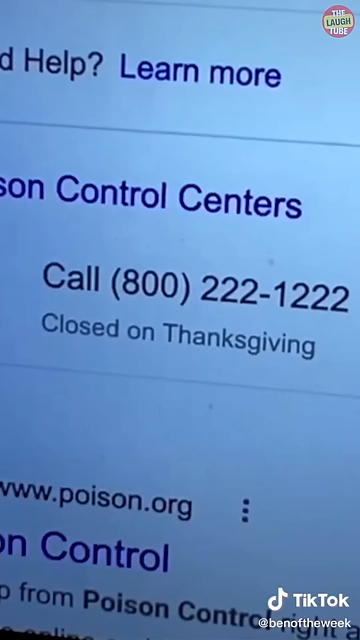 THE
LAUGH
TUBE
d Help? Learn more
son Control Centers
Call (800) 222-1222
Closed on Thanksgiving
www.poison.org
on Control
p from Poison Control right a
TikTok
@benoftheweek